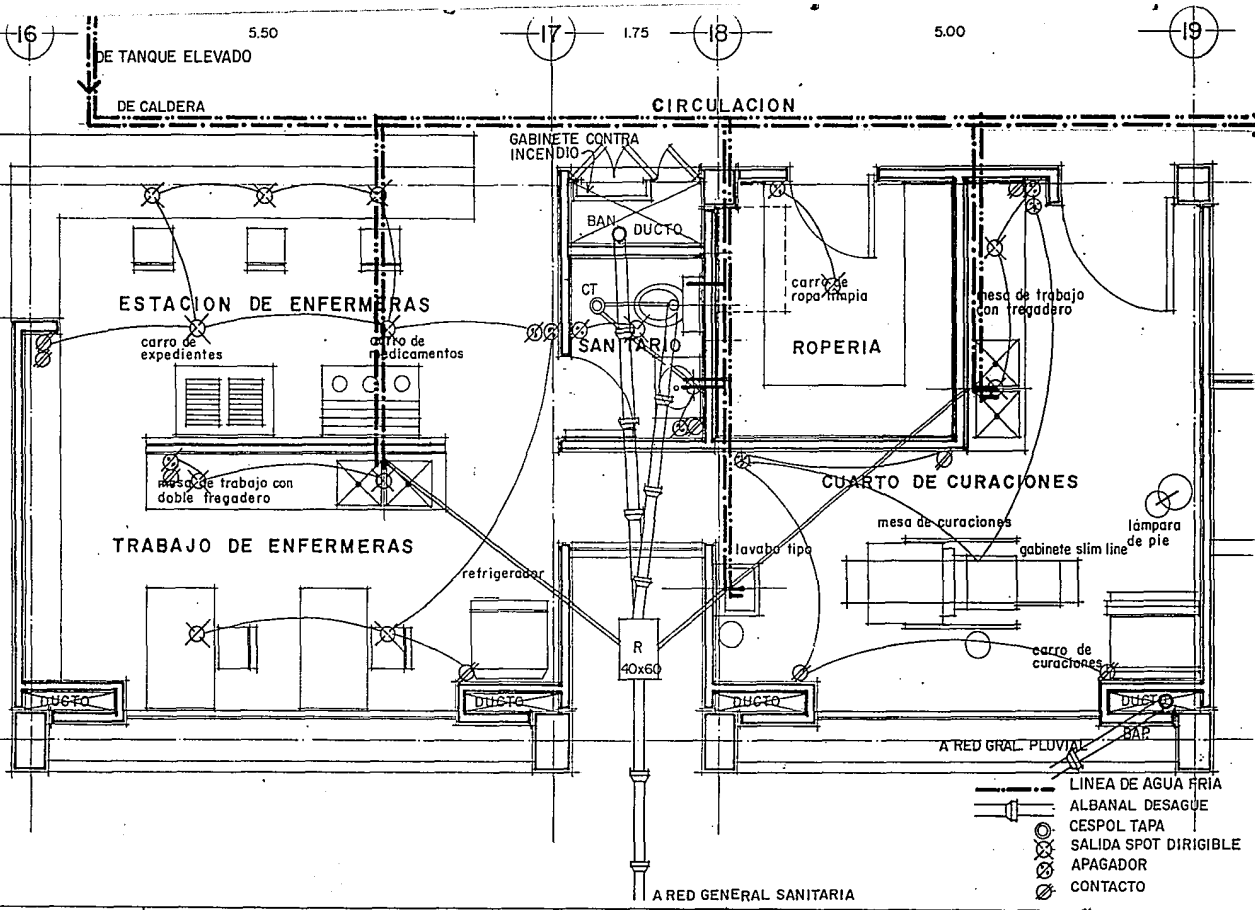 16
5.50
17
1.75
18
5.00
19
DE TANQUE ELEVADO
DE CALDERA
CIRCULACION
GABINETE CONTRA
INCENDIO
BAN
DUCTO
CT
ESTACION DE ENFERMERAS
carro de
expedientes
carro de
medicamentos
SANITARIO
carro de
ropa limpia
ROPERIA
mesa de trabajo
con fregadero
mesa de trabajo con
doble fregadero
CUARTO DE CURACIONES
mesa de curaciones
lámpara
de pie
TRABAJO DE ENFERMERAS
lavabo tipo
gabinete slim line
refrigerador
R
40x60
carro de
curaciones
DUCTO
DUCTO
DUCTO
DUCTO
BAP.
A RED GRAL. PLUVIAL
LINEA DE AGUA FRIA
ALBANAL DESAGUE
CESPOL TAPA
SALIDA SPOT DIRIGIBLE
APAGADOR
CONTACTO
A RED GENERAL SANITARIA